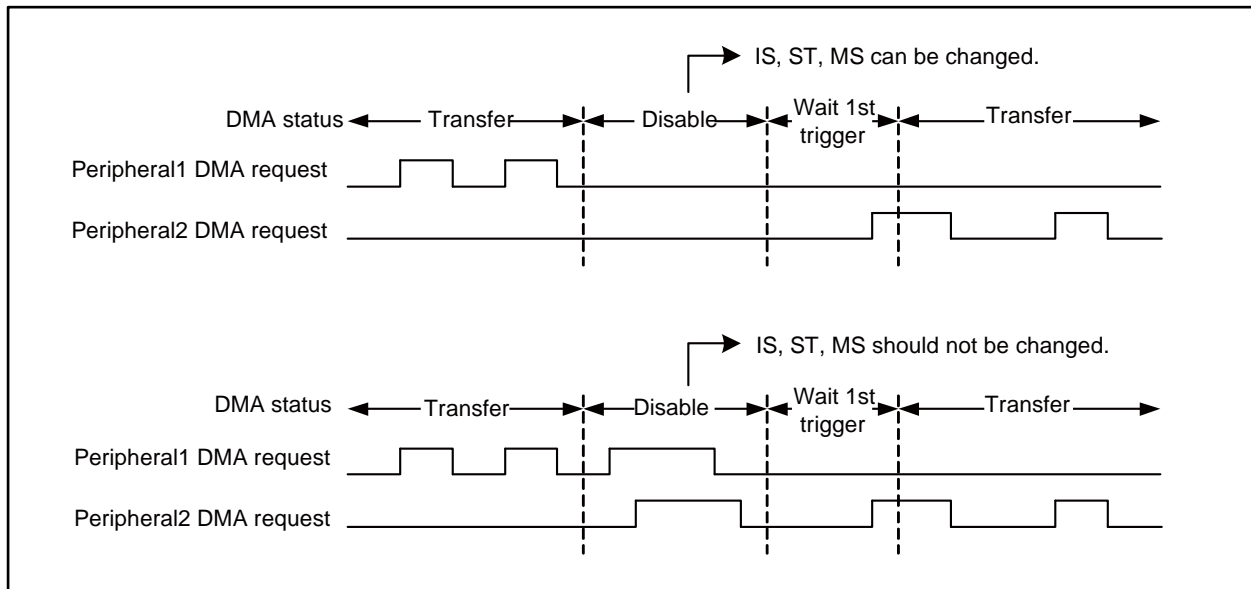 IS, ST, MS can be changed.
DMA status Transfer Disable Wait 1st trigger Transfer
Peripheral1 DMA request
Peripheral2 DMA request
IS, ST, MS should not be changed.
DMA status Transfer Disable Wait 1st trigger Transfer
Peripheral1 DMA request
Peripheral2 DMA request